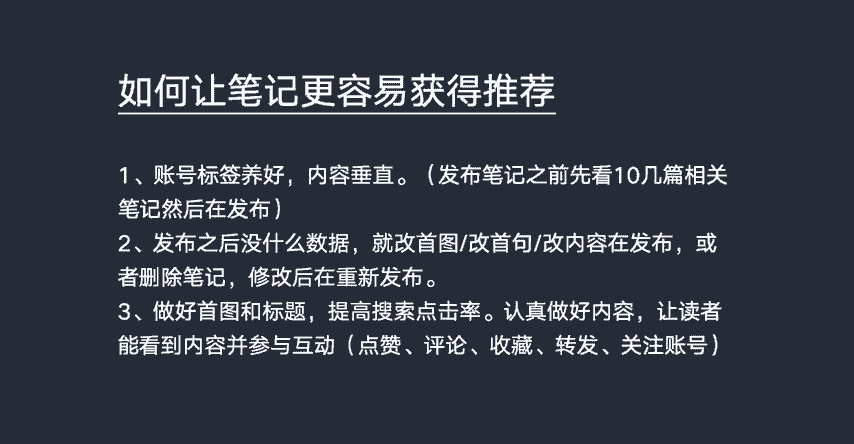 如何让笔记更容易获得推荐
1、账号标签养好，内容垂直。（发布笔记之前先看10几篇相关
笔记然后在发布）
2、发布之后没什么数据，就改首图/改首句/改内容在发布，或
者删除笔记，修改后在重新发布。
3、做好首图和标题，提高搜索点击率。认真做好内容，让读者
能看到内容并参与互动（点赞、评论、收藏、转发、关注账号）